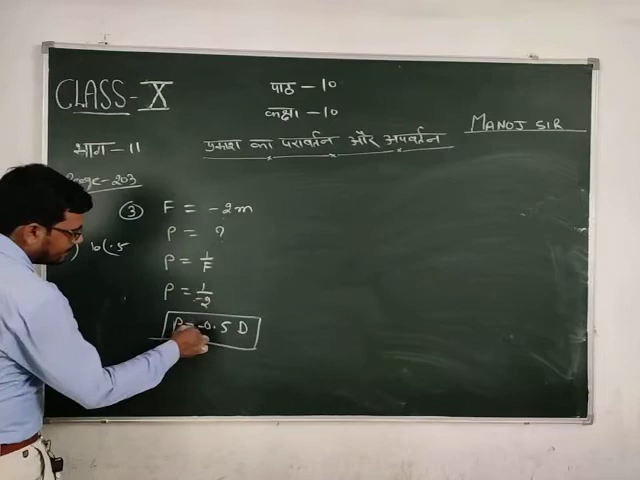 CLASS-X
पाठ - 10
कक्षा - 10
MANOJ SIR
भाग - 11
प्रकाश का परावर्तन और अपवर्तन
Page-203
③ F = -2m
P = ?
P = 1/F
P = 1/-2
P = -0.5 D